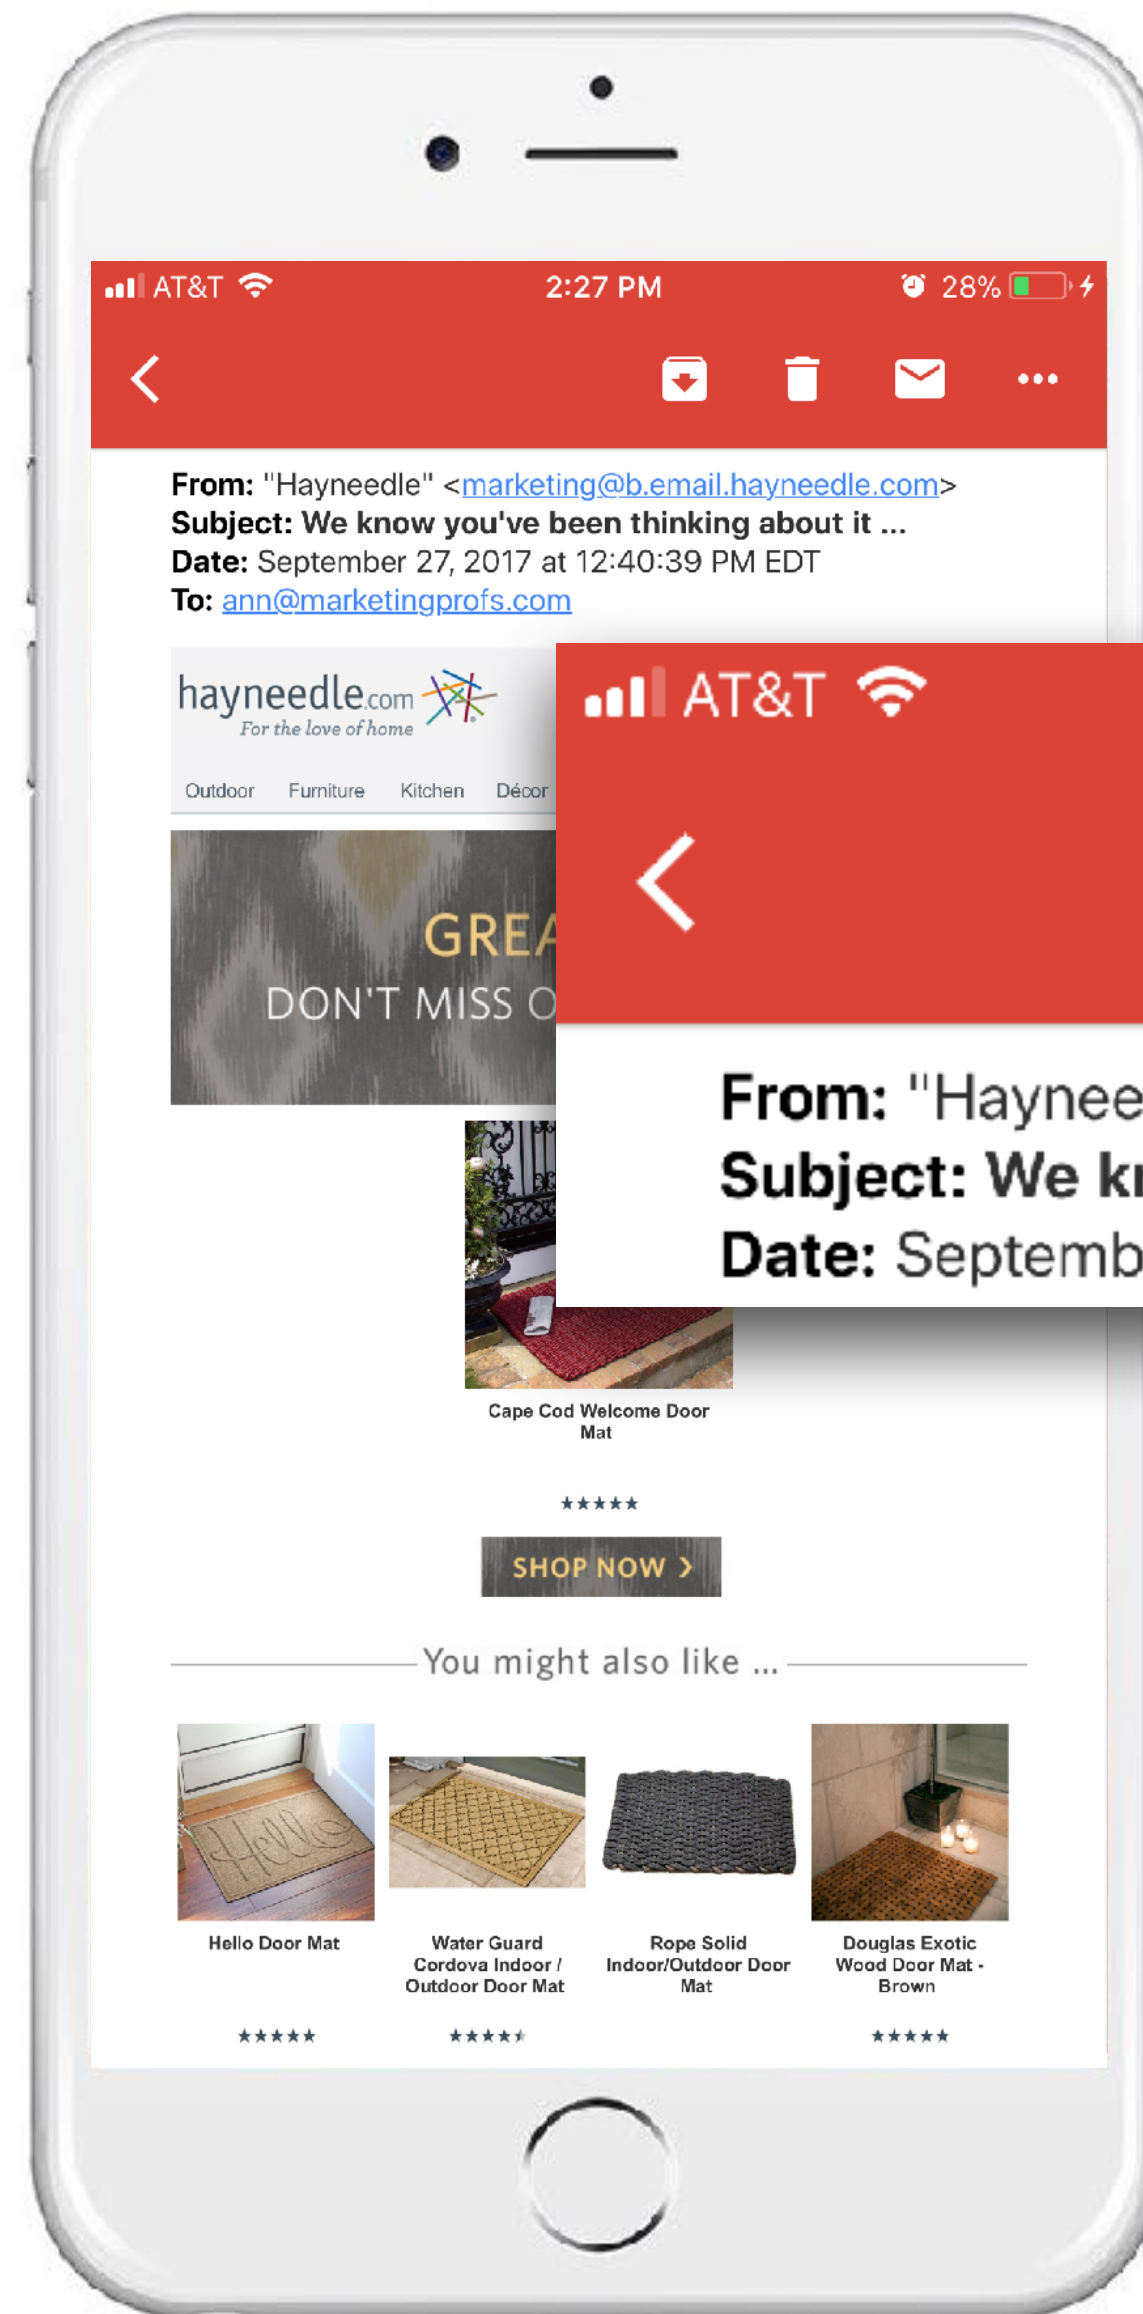 AT&T 2:27 PM 28%
From: "Hayneedle" <marketing@b.email.hayneedle.com>
Subject: We know you've been thinking about it ...
Date: September 27, 2017 at 12:40:39 PM EDT
To: ann@marketingprofs.com
hayneedle.com
For the love of home
Outdoor Furniture Kitchen Décor
GREA
DON'T MISS O
AT&T
From: "Haynee
Subject: We kn
Date: Septemb
Cape Cod Welcome Door
Mat
SHOP NOW >
You might also like ...
Hello Door Mat
Water Guard
Cordova Indoor /
Outdoor Door Mat
Rope Solid
Indoor/Outdoor Door
Mat
Douglas Exotic
Wood Door Mat -
Brown